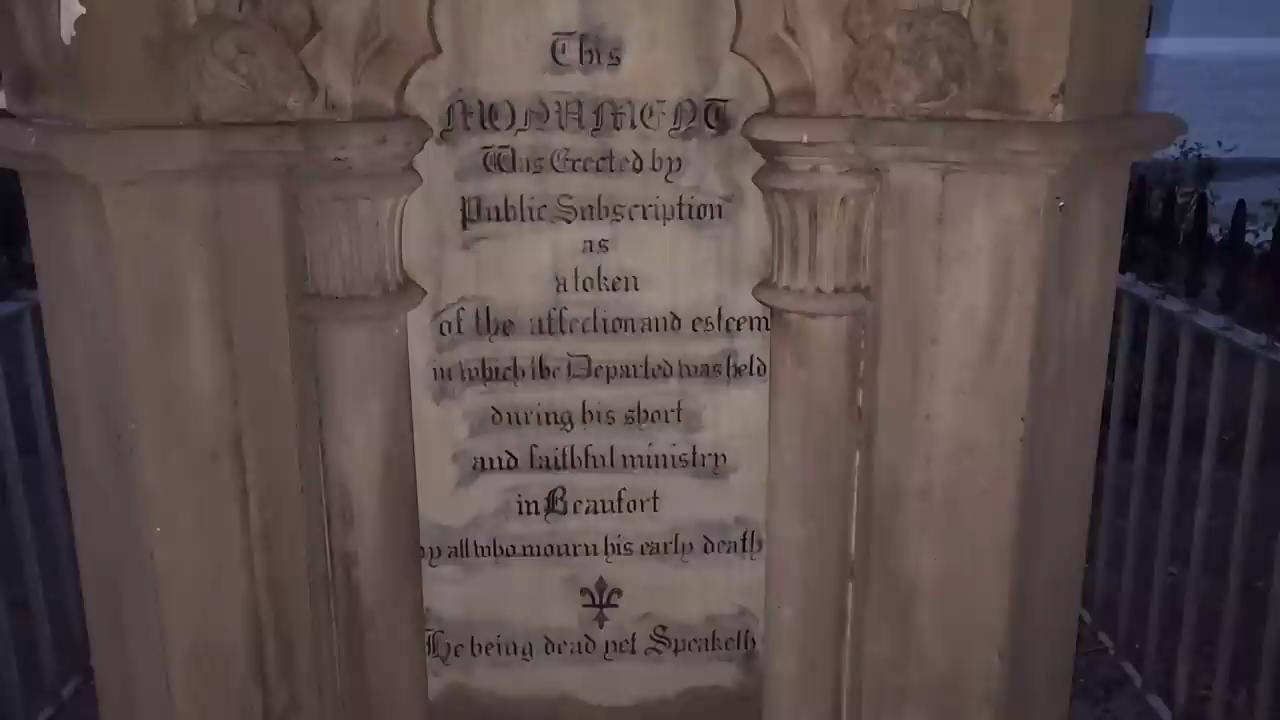 This
MONUMENT
Was Erected by
Public Subscription
as
a token
of the affection and esteem
in which the Departed was held
during his short
and faithful ministry
in Beaufort
by all who mourn his early death
He being dead yet Speaketh